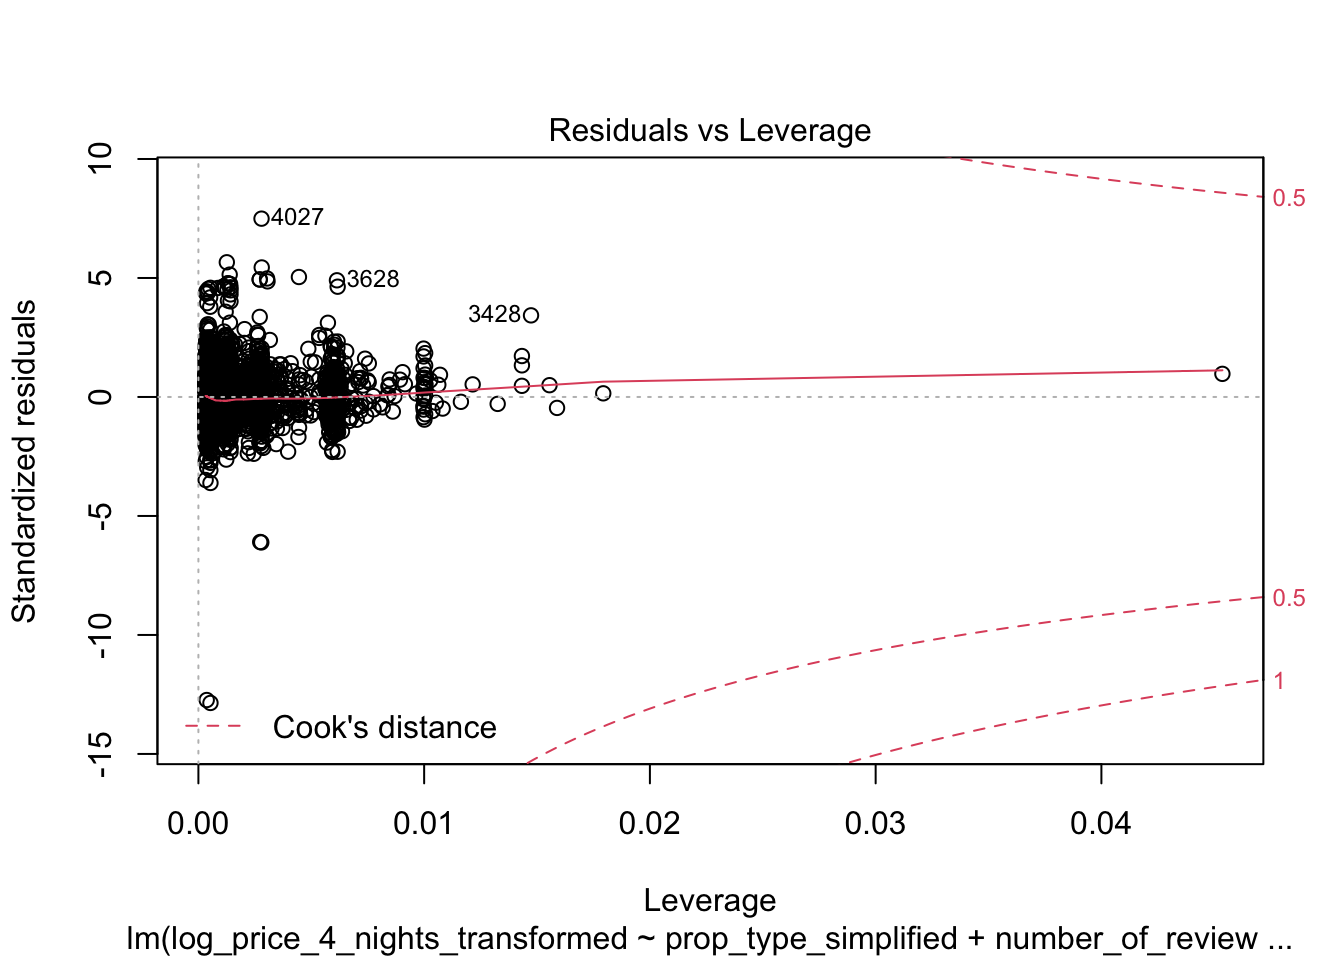 Residuals vs Leverage
10
5
0
-5
-10
-15
Standardized residuals
4027
3628
3428
0.5
0.5
1
Cook's distance
0.00 0.01 0.02 0.03 0.04
Leverage
lm(log_price_4_nights_transformed ~ prop_type_simplified + number_of_review ...